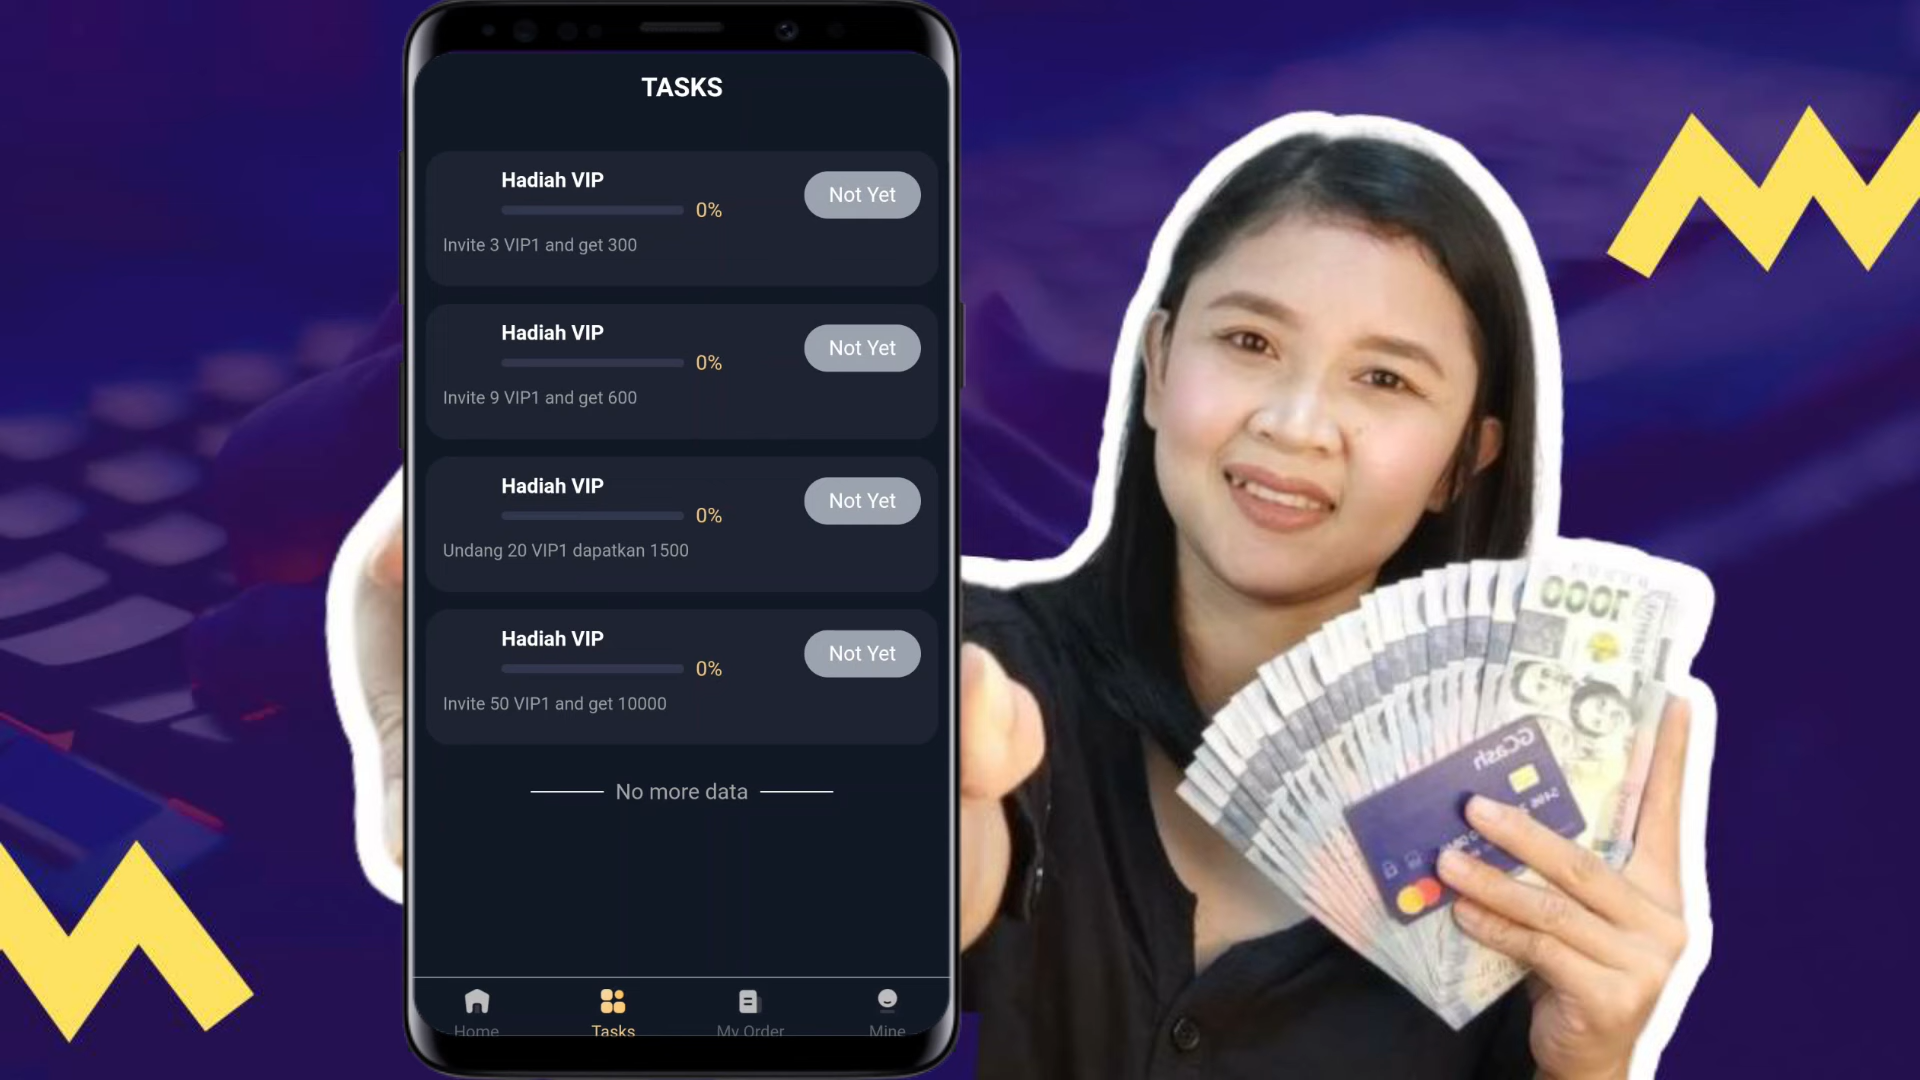 TASKS
Hadiah VIP
0%
Not Yet
Invite 3 VIP1 and get 300
Hadiah VIP
0%
Not Yet
Invite 9 VIP1 and get 600
Hadiah VIP
0%
Not Yet
Undang 20 VIP1 dapatkan 1500
Hadiah VIP
0%
Not Yet
Invite 50 VIP1 and get 10000
No more data
Home
Tasks
My Order
Mine
1000
GCash